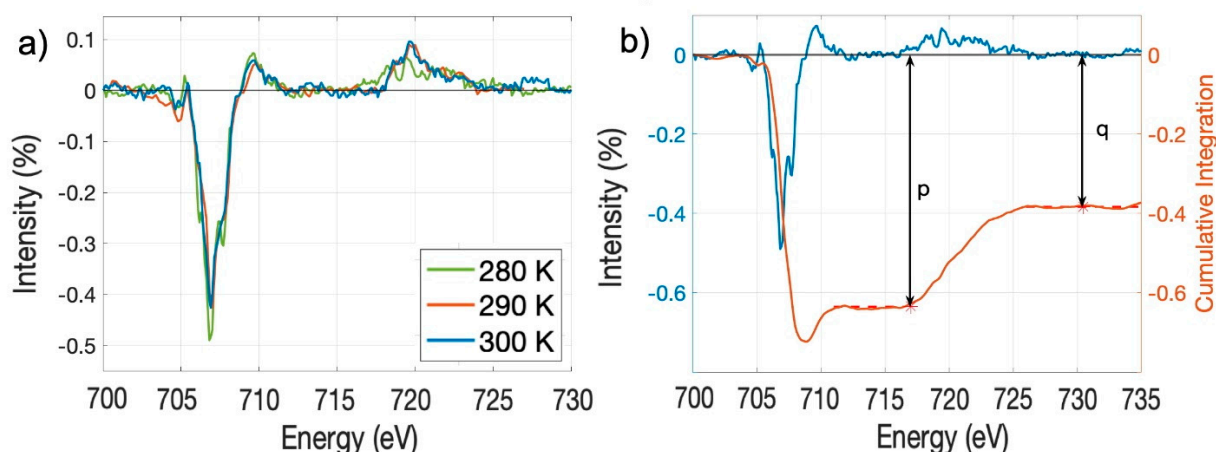 a)
0.1
0
-0.1
-0.2
-0.3
-0.4
-0.5
Intensity (%)
280 K
290 K
300 K
700 705 710 715 720 725 730
Energy (eV)
b)
0
-0.2
-0.4
-0.6
Intensity (%)
p
q
0
-0.2
-0.4
-0.6
Cumulative Integration
700 705 710 715 720 725 730 735
Energy (eV)